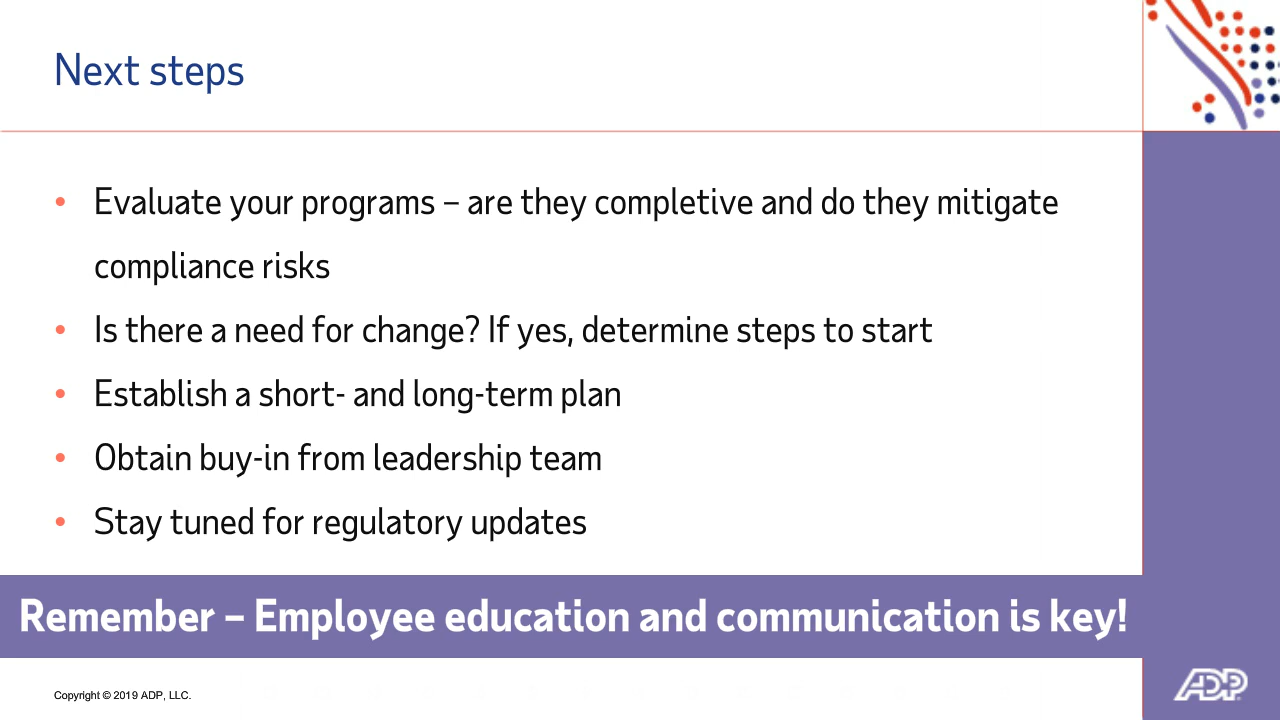 Next steps
• Evaluate your programs – are they completive and do they mitigate
compliance risks
• Is there a need for change? If yes, determine steps to start
• Establish a short- and long-term plan
• Obtain buy-in from leadership team
• Stay tuned for regulatory updates
Remember – Employee education and communication is key!
Copyright © 2019 ADP, LLC.
ADP